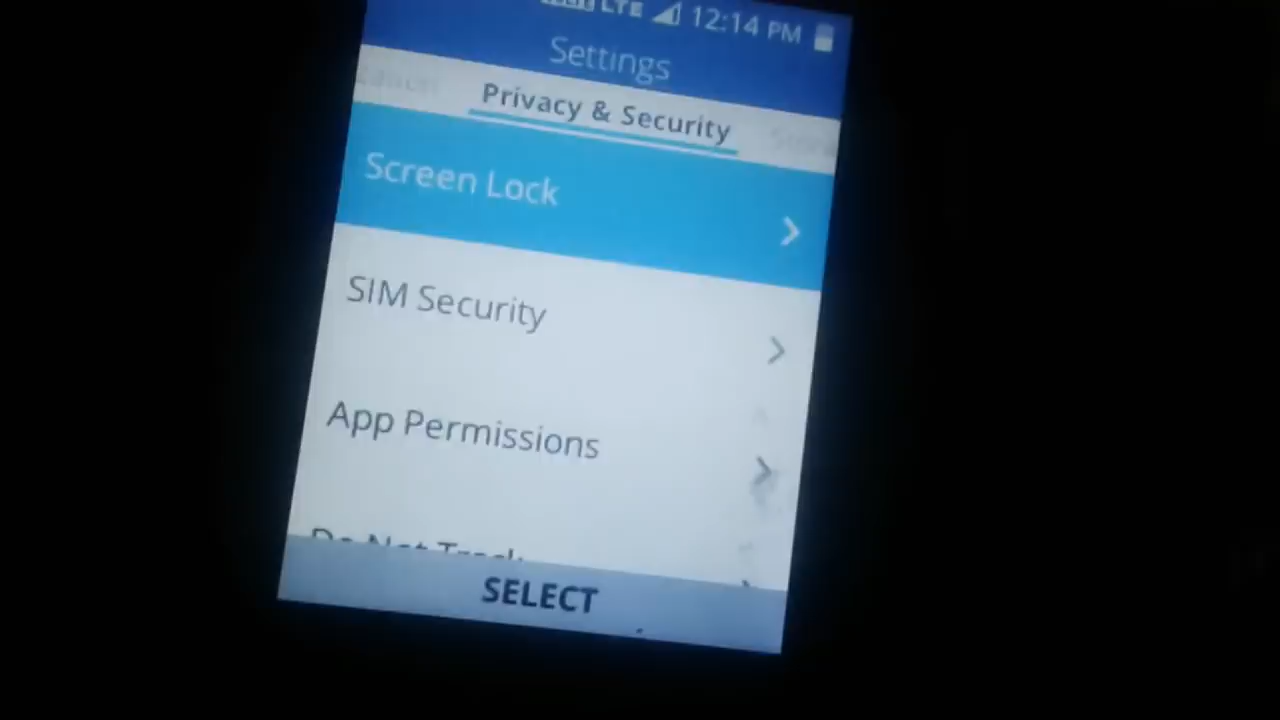 LTE 12:14 PM
Settings
Privacy & Security
Screen Lock
SIM Security
App Permissions
Do Not Track
SELECT